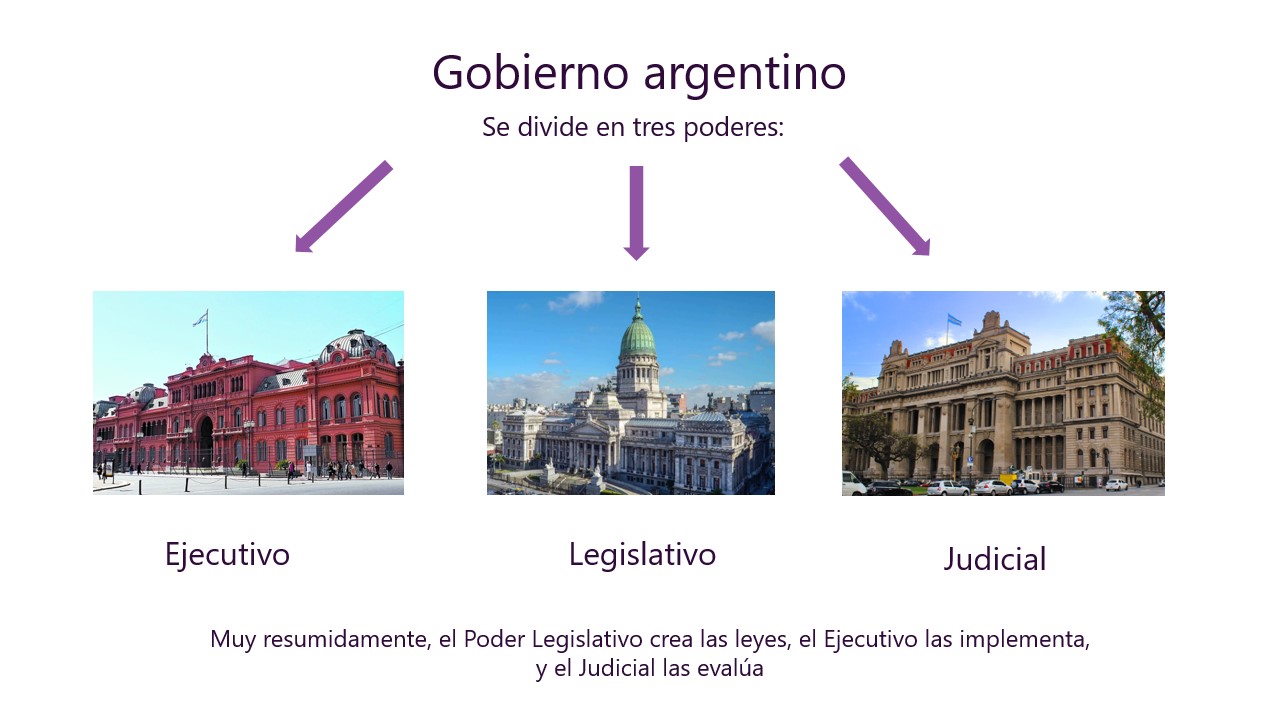 Gobierno argentino
Se divide en tres poderes:
Ejecutivo
Legislativo
Judicial
Muy resumidamente, el Poder Legislativo crea las leyes, el Ejecutivo las implementa,
y el Judicial las evalúa